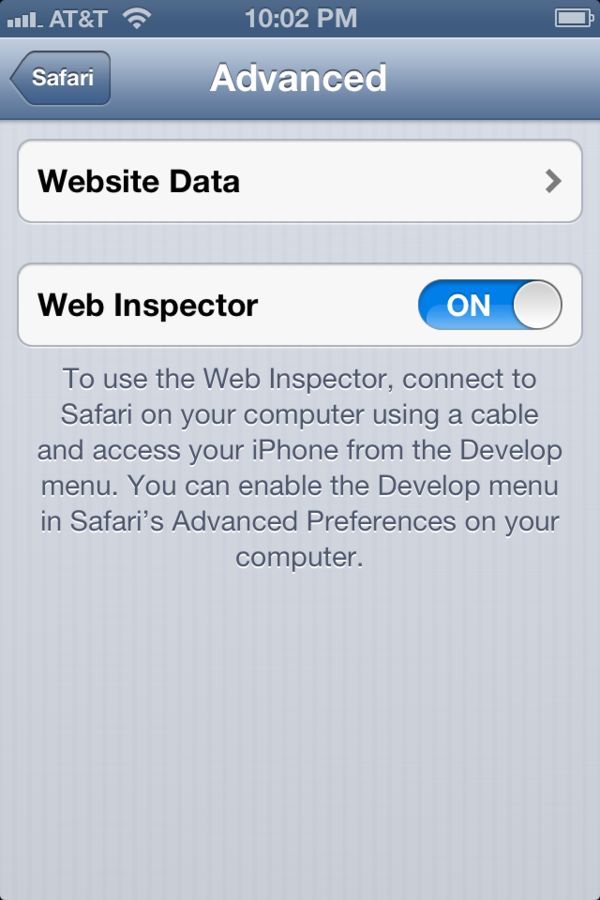 AT&T 10:02 PM
Safari Advanced
Website Data
Web Inspector ON
To use the Web Inspector, connect to
Safari on your computer using a cable
and access your iPhone from the Develop
menu. You can enable the Develop menu
in Safari’s Advanced Preferences on your
computer.